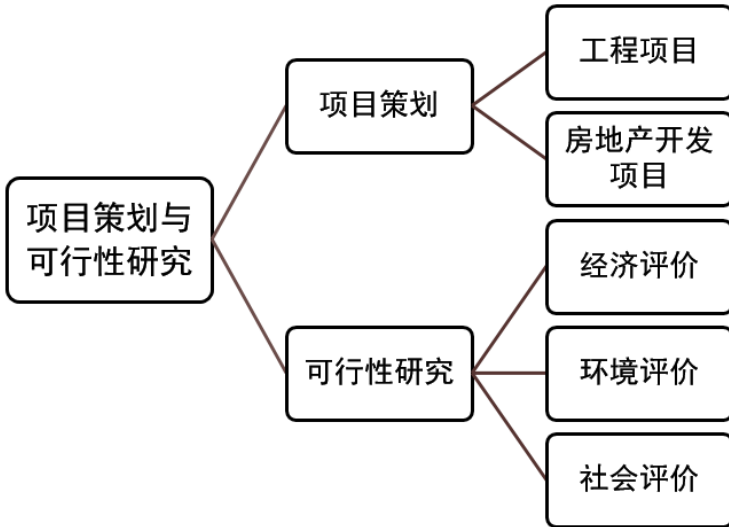 项目策划与
可行性研究
项目策划
工程项目
房地产开发
项目
可行性研究
经济评价
环境评价
社会评价